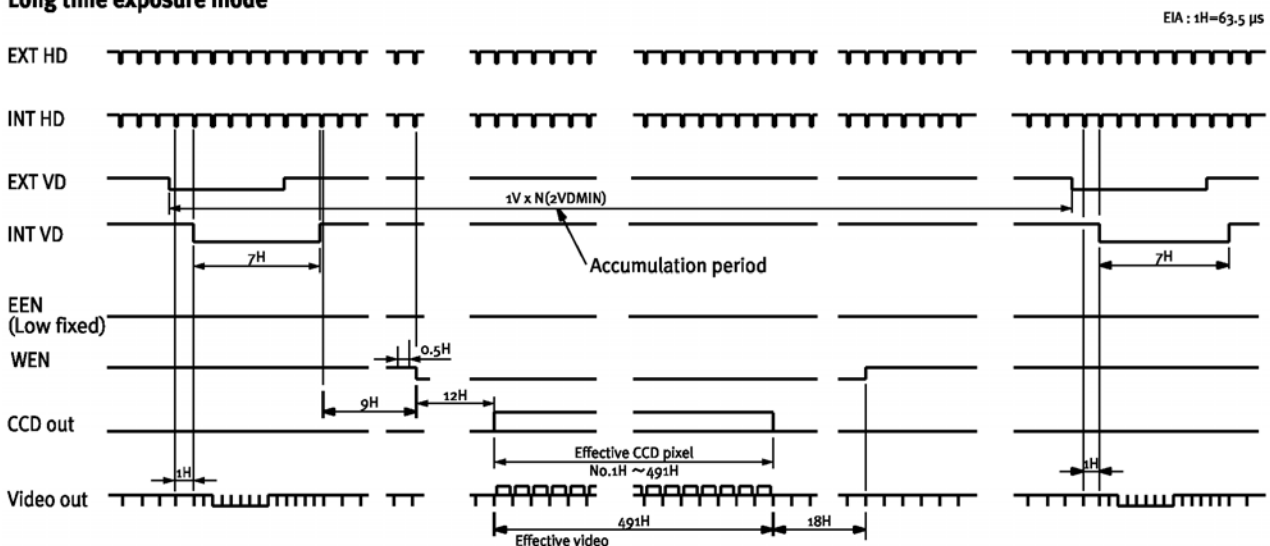 Long time exposure mode
EIA : 1H=63.5 µs
EXT HD
INT HD
EXT VD
1V x N(2VDMIN)
INT VD
7H
Accumulation period
7H
EEN
(Low fixed)
WEN
0.5H
9H
12H
CCD out
Effective CCD pixel
No.1H ~491H
1H
1H
Video out
491H
18H
Effective video